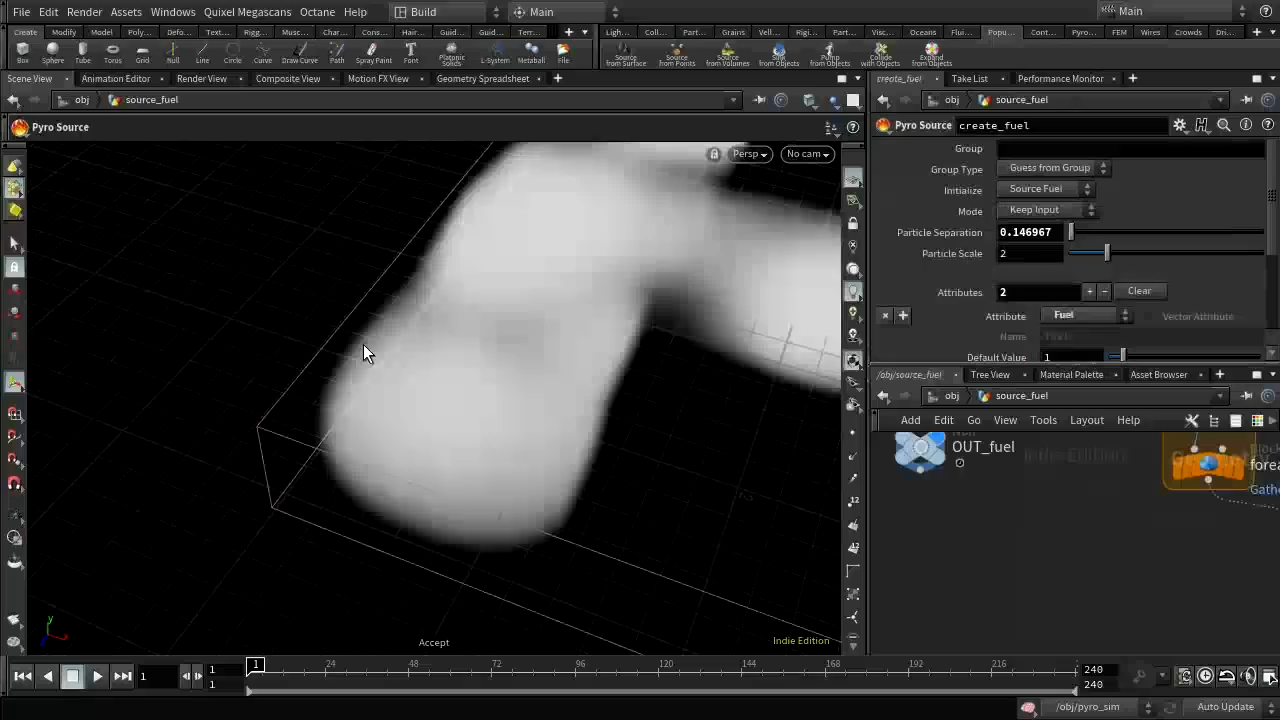 File Edit Render Assets Windows Quixel Megascans Octane Help Build Main Main
Create Modify Model Poly... Defo... Text... Rigg... Musc... Char... Cons... Hair... Guid... Guid... Terr... Ligh... Coll... Part... Grains Vell... Rigi... Part... Visc... Oceans Flui... Popu... Cont... Pyro... FEM Wires Crowds Dri...
Box Sphere Tube Torus Grid Null Line Circle Curve Draw Curve Path Spray Paint Font Platonic Solids L-System Metaball File Source from Surface Source from Points Source from Volumes Sink from Objects Pump from Objects Collide with Objects Expand from Objects
Scene View Animation Editor Render View Composite View Motion FX View Geometry Spreadsheet create_fuel Take List Performance Monitor
obj source_fuel obj source_fuel
Pyro Source Pyro Source create_fuel
Persp No cam
Group
Group Type Guess from Group
Initialize Source Fuel
Mode Keep Input
Particle Separation 0.146967
Particle Scale 2
Attributes 2 + − Clear
Attribute Fuel Vector Attribute
Name
Default Value 1
/obj/source_fuel Tree View Material Palette Asset Browser
obj source_fuel
Add Edit Go View Tools Layout Help
OUT_fuel
Indie Edition
Accept
Indie Edition
1 24 48 72 96 120 144 168 192 216
1 1 1 240 240
/obj/pyro_sim Auto Update